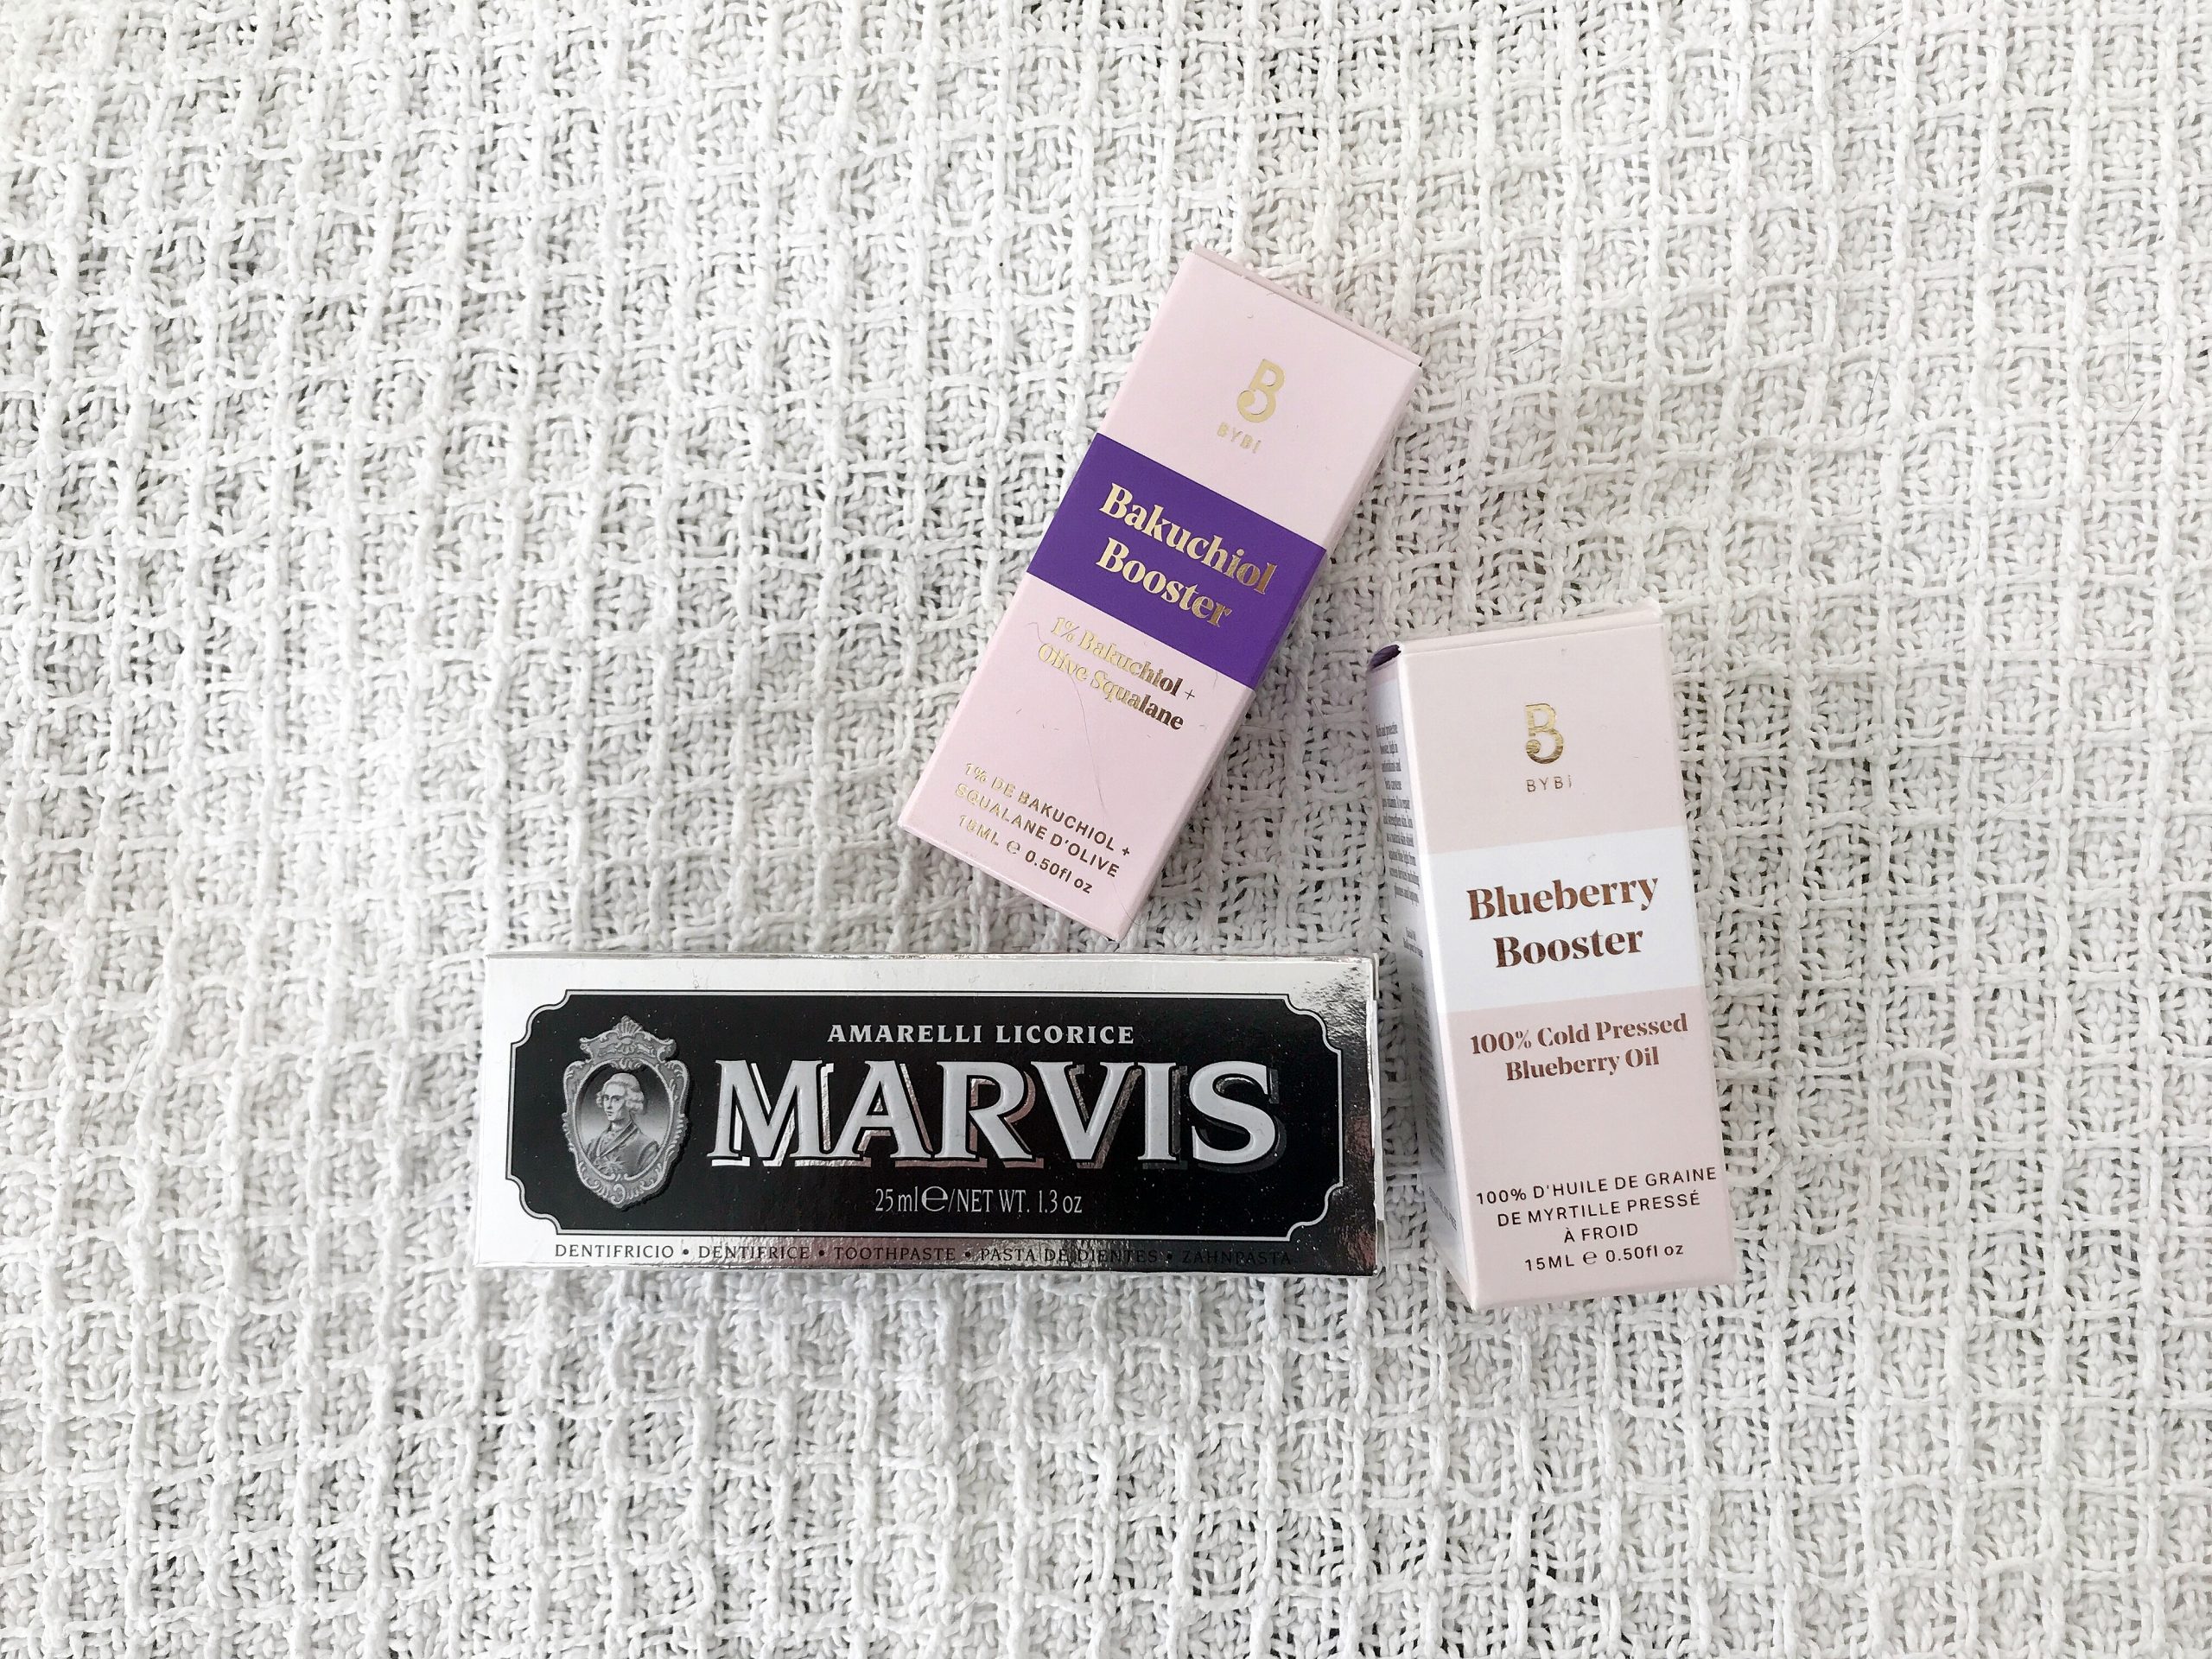 B
BYBI
Bakuchiol
Booster
1% Bakuchiol +
Olive Squalane
1% DE BAKUCHIOL +
SQUALANE D'OLIVE
15ML ℮ 0.50fl oz
B
BYBI
Blueberry
Booster
100% Cold Pressed
Blueberry Oil
100% D'HUILE DE GRAINE
DE MYRTILLE PRESSÉ
À FROID
15ML ℮ 0.50fl oz
AMARELLI LICORICE
MARVIS
25 ml ℮/NET WT. 1.3 oz
DENTIFRICIO • DENTIFRICE • TOOTHPASTE • PASTA DE DIENTES • ZAHNPASTA